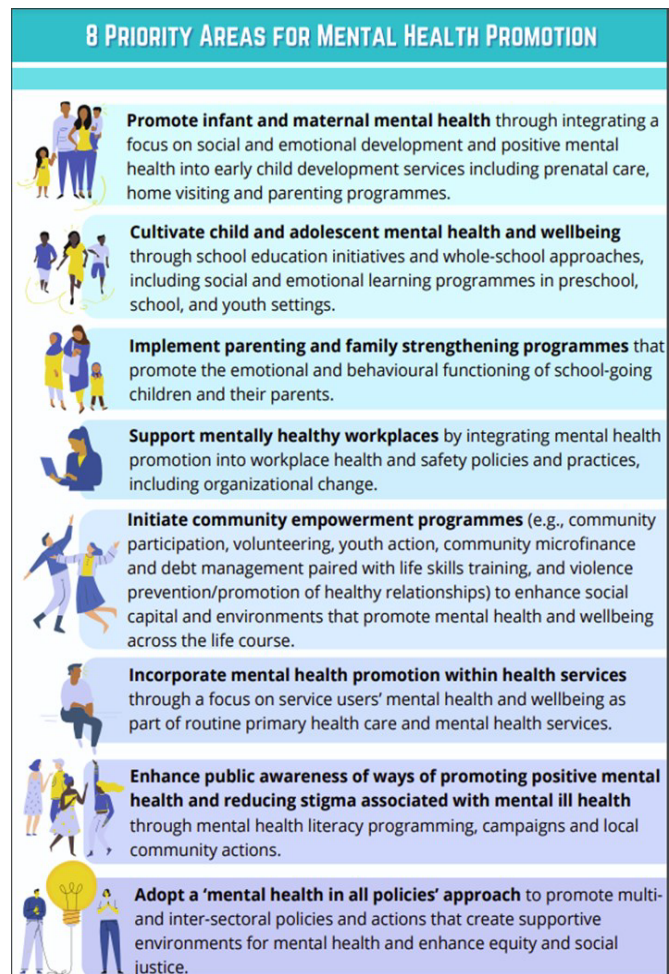 8 PRIORITY AREAS FOR MENTAL HEALTH PROMOTION
Promote infant and maternal mental health through integrating a
focus on social and emotional development and positive mental
health into early child development services including prenatal care,
home visiting and parenting programmes.
Cultivate child and adolescent mental health and wellbeing
through school education initiatives and whole-school approaches,
including social and emotional learning programmes in preschool,
school, and youth settings.
Implement parenting and family strengthening programmes that
promote the emotional and behavioural functioning of school-going
children and their parents.
Support mentally healthy workplaces by integrating mental health
promotion into workplace health and safety policies and practices,
including organizational change.
Initiate community empowerment programmes (e.g., community
participation, volunteering, youth action, community microfinance
and debt management paired with life skills training, and violence
prevention/promotion of healthy relationships) to enhance social
capital and environments that promote mental health and wellbeing
across the life course.
Incorporate mental health promotion within health services
through a focus on service users’ mental health and wellbeing as
part of routine primary health care and mental health services.
Enhance public awareness of ways of promoting positive mental
health and reducing stigma associated with mental ill health
through mental health literacy programming, campaigns and local
community actions.
Adopt a ‘mental health in all policies’ approach to promote multi-
and inter-sectoral policies and actions that create supportive
environments for mental health and enhance equity and social
justice.